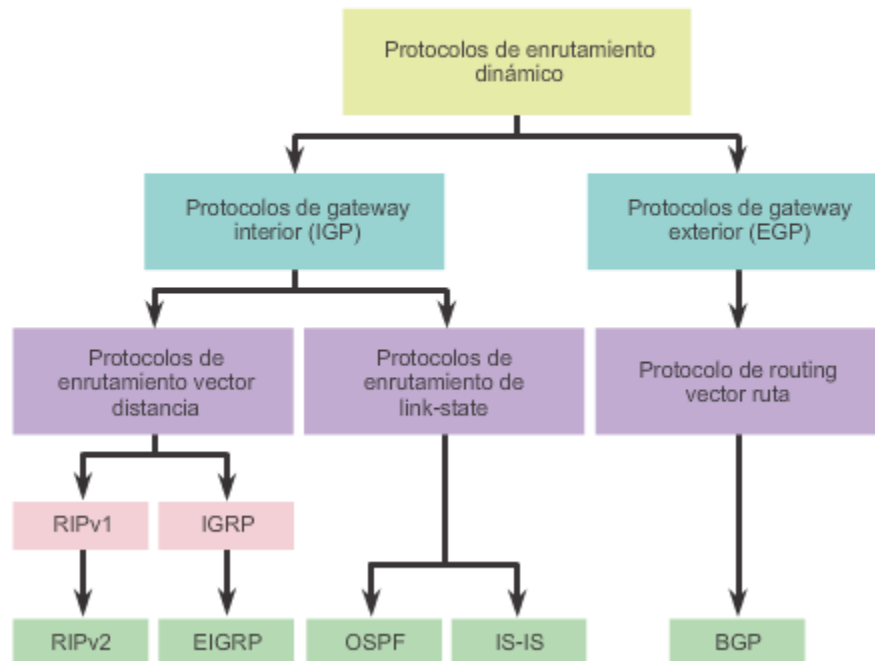 Protocolos de enrutamiento
dinámico
Protocolos de gateway
interior (IGP)
Protocolos de gateway
exterior (EGP)
Protocolos de
enrutamiento vector
distancia
Protocolos de
enrutamiento de
link-state
Protocolo de routing
vector ruta
RIPv1
IGRP
RIPv2
EIGRP
OSPF
IS-IS
BGP